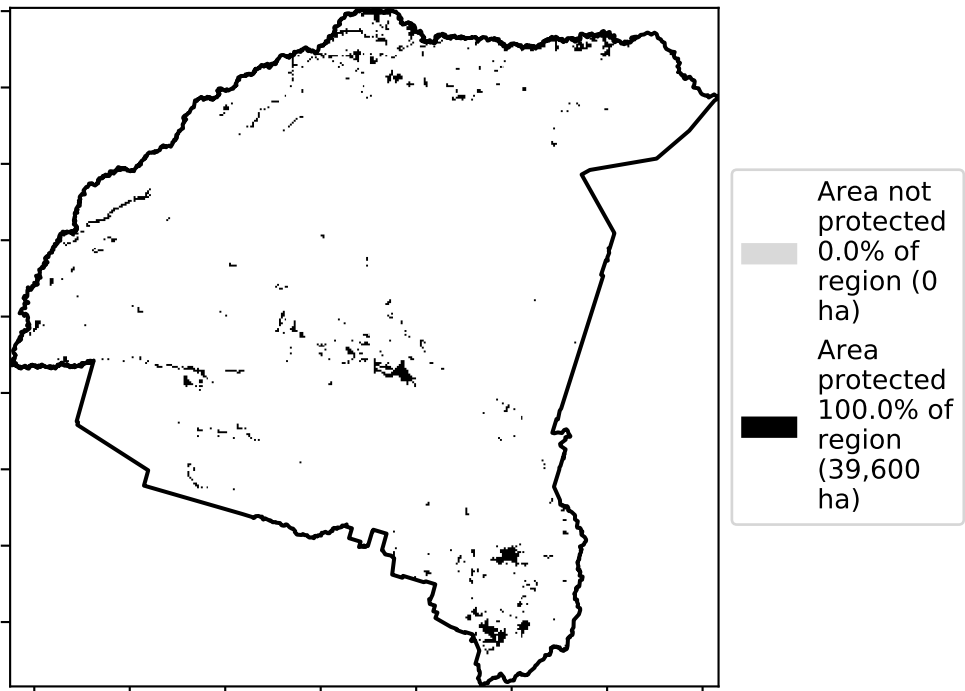 Area not
protected
0.0% of
region (0
ha)
Area
protected
100.0% of
region
(39,600
ha)